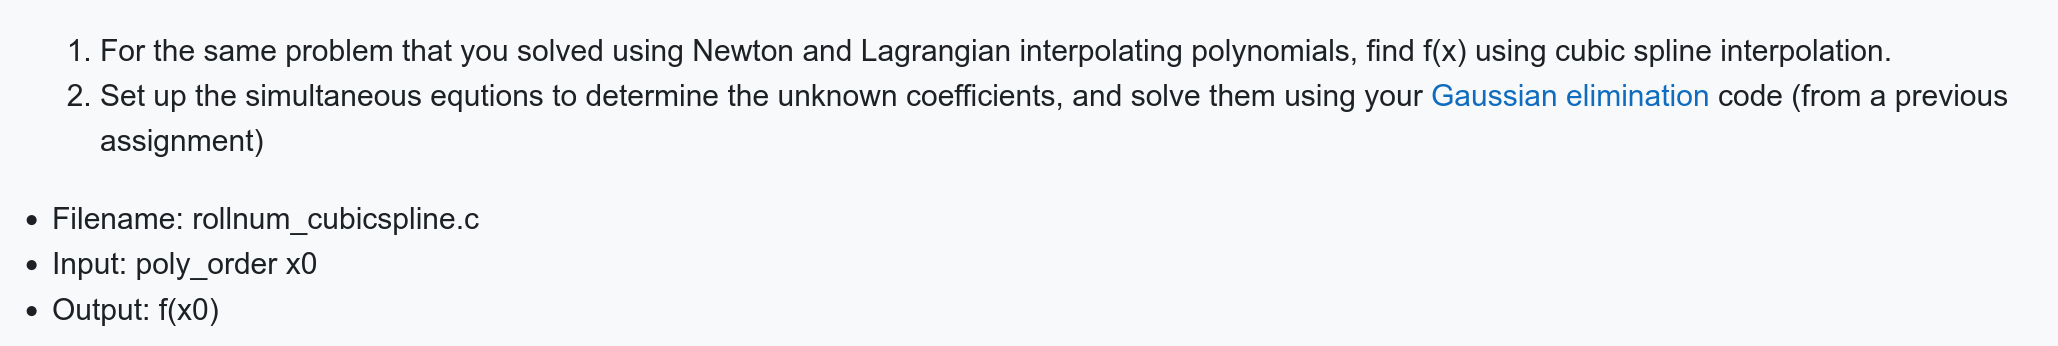 1. For the same problem that you solved using Newton and Lagrangian interpolating polynomials, find f(x) using cubic spline interpolation.
2. Set up the simultaneous equtions to determine the unknown coefficients, and solve them using your Gaussian elimination code (from a previous
assignment)
• Filename: rollnum_cubicspline.c
• Input: poly_order x0
• Output: f(x0)